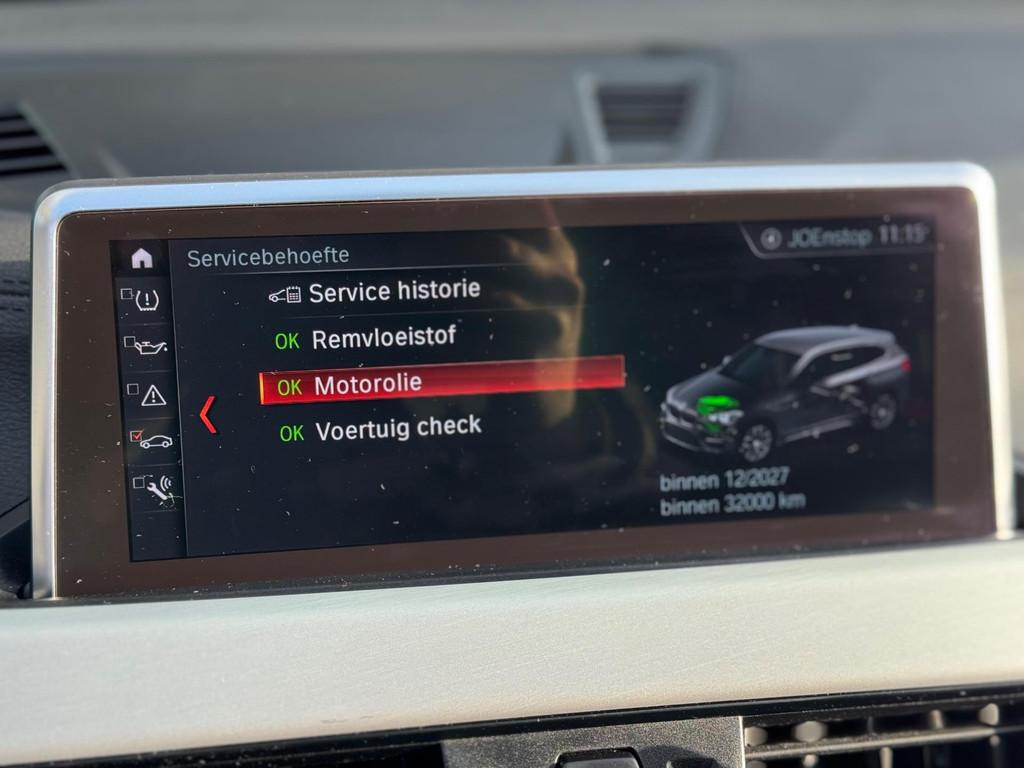 Servicebehoefte
JOEnstop 11:15
Service historie
OK Remvloeistof
OK Motorolie
OK Voertuig check
binnen 12/2027
binnen 32000 km